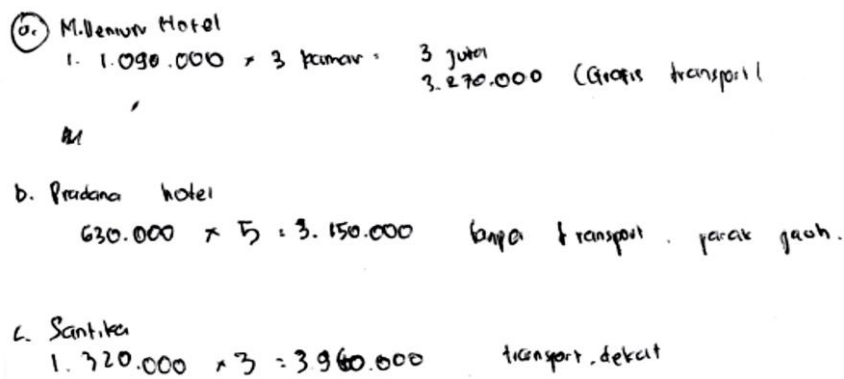 a. Millenium Hotel
1. 1.090.000 x 3 kamar = 3 juta
3.270.000 (Gratis transport)
b. Pradana hotel
630.000 x 5 = 3.150.000 tanpa transport. jarak jauh.
c. Santika
1.320.000 x 3 = 3.960.000 transport. dekat